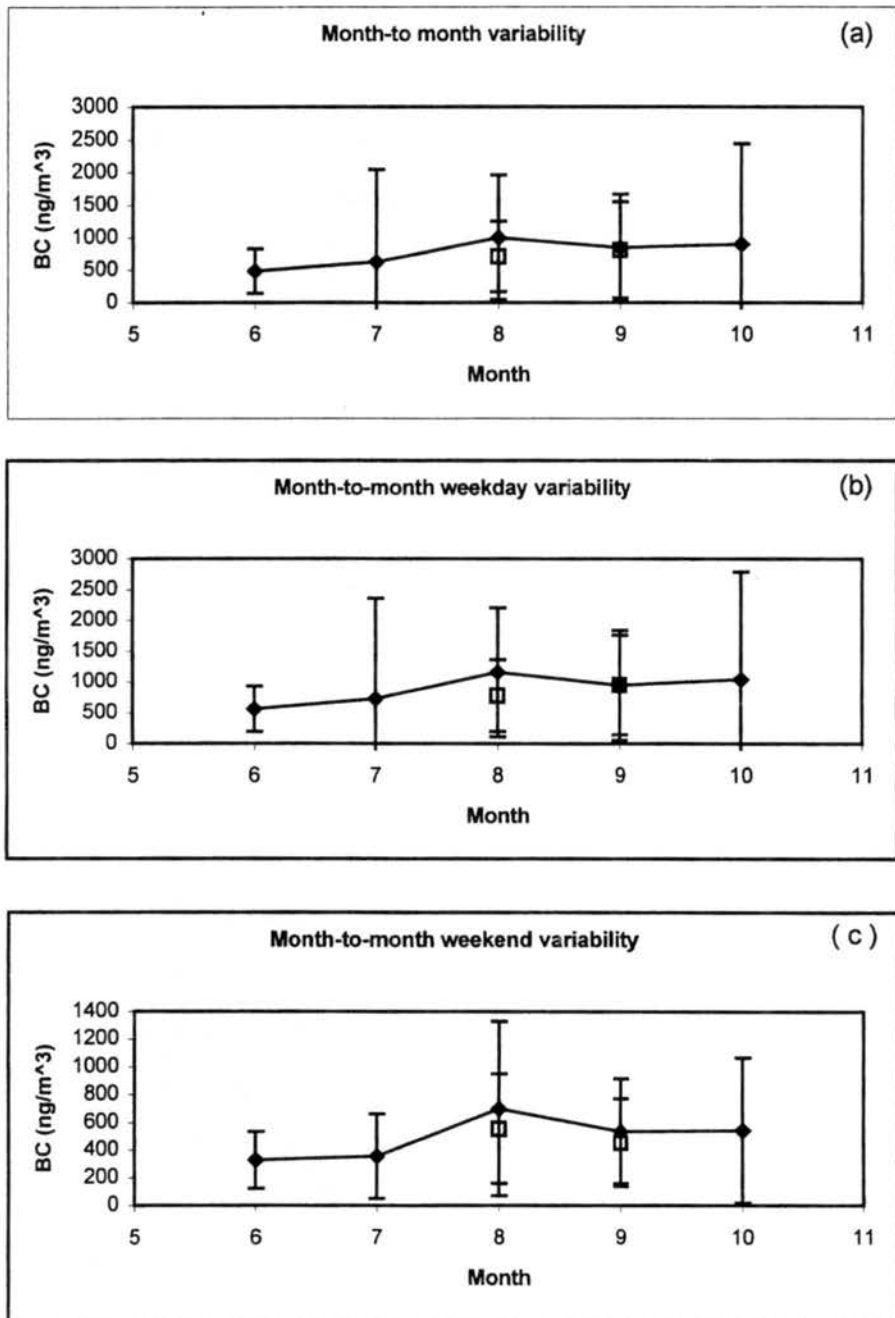 Month-to month variability
(a)
BC (ng/m^3)
3000
2500
2000
1500
1000
500
0
5 6 7 8 9 10 11
Month
Month-to-month weekday variability
(b)
BC (ng/m^3)
3000
2500
2000
1500
1000
500
0
5 6 7 8 9 10 11
Month
Month-to-month weekend variability
( c )
BC (ng/m^3)
1400
1200
1000
800
600
400
200
0
5 6 7 8 9 10 11
Month